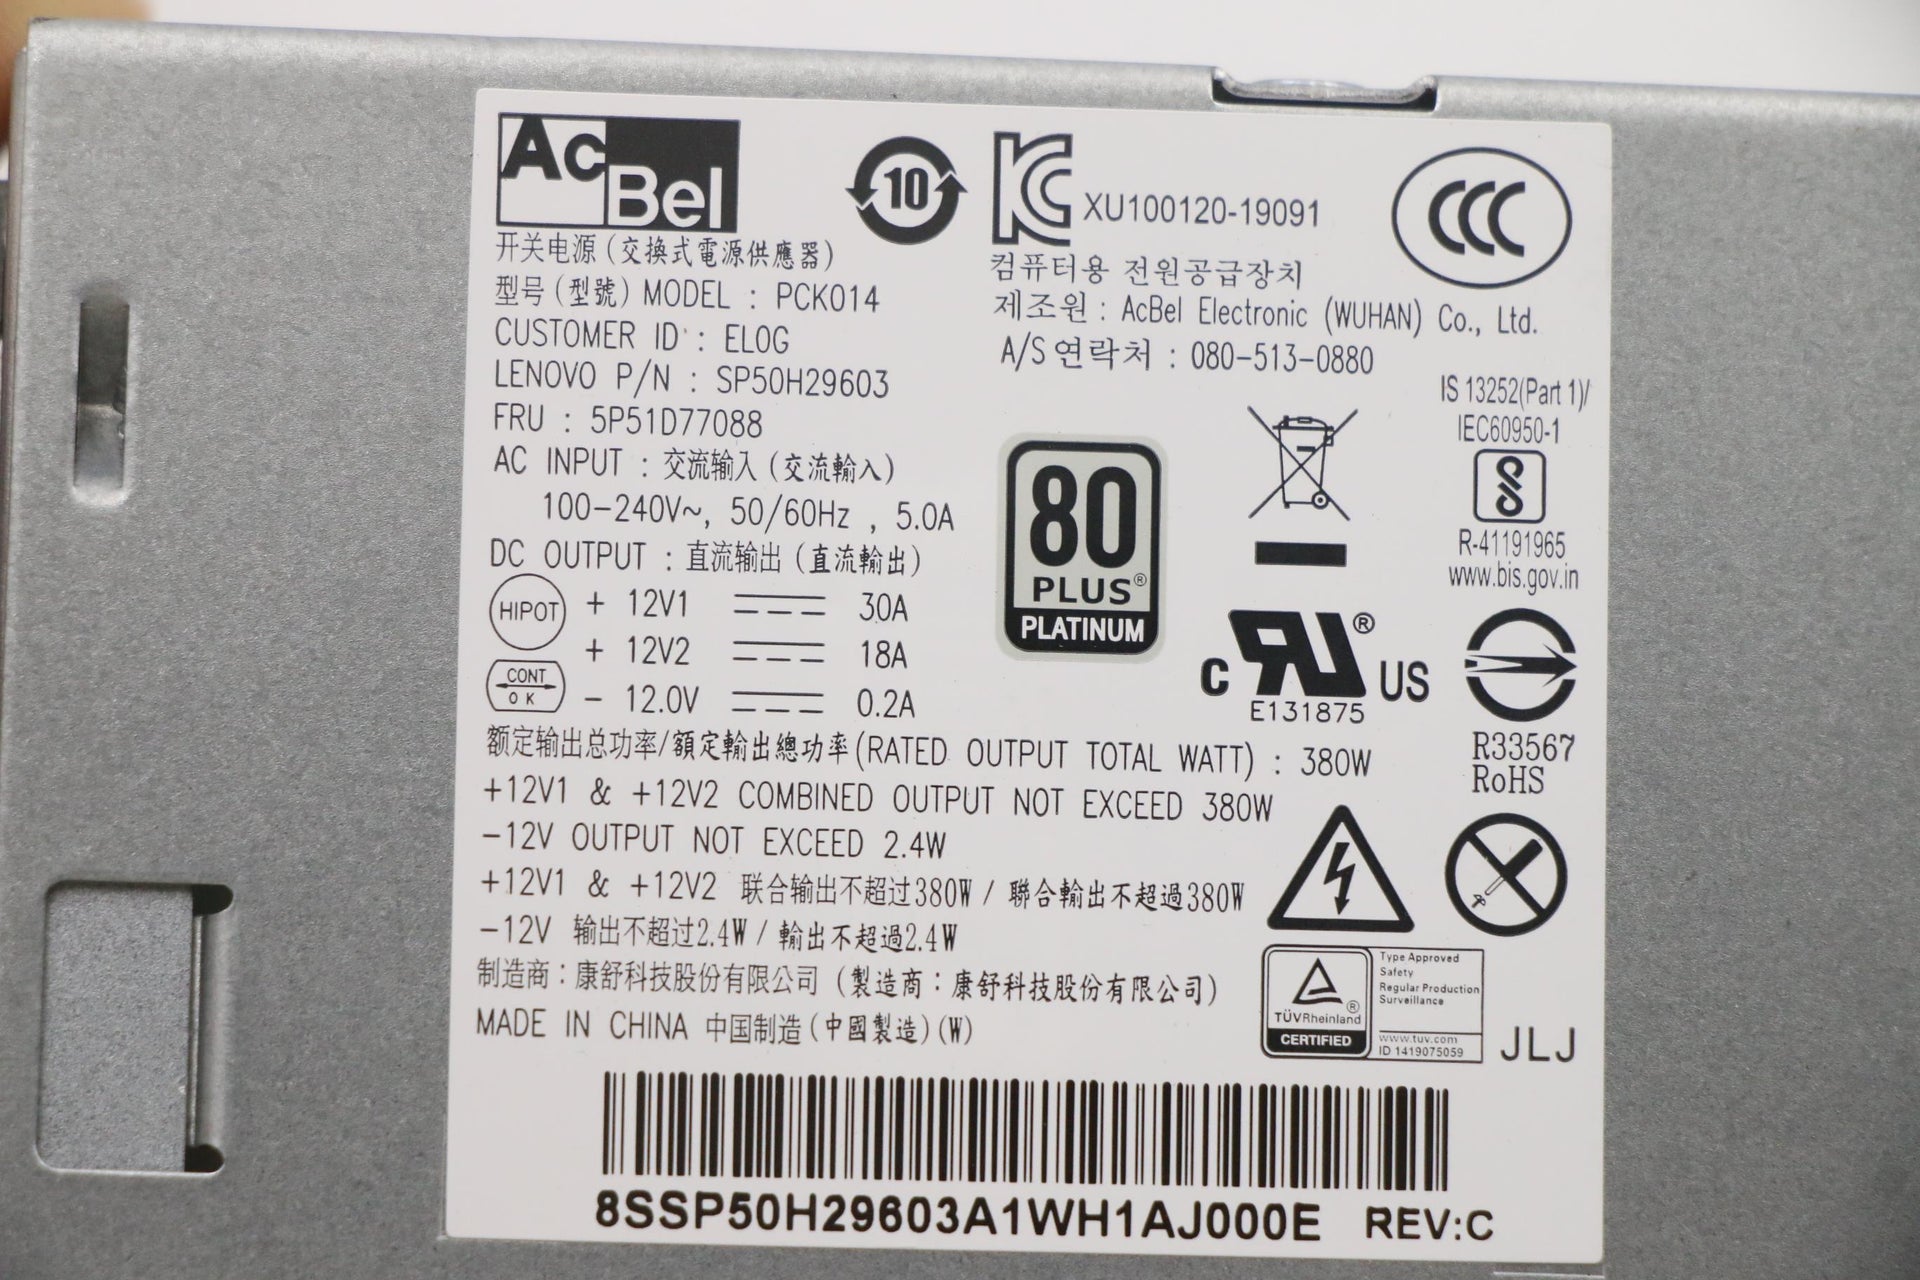 AcBel
10
XU100120-19091
CCC
开关电源(交換式電源供應器)
컴퓨터용 전원공급장치
型号(型號) MODEL : PCK014
제조원 : AcBel Electronic (WUHAN) Co., Ltd.
CUSTOMER ID : ELOG
A/S 연락처 : 080-513-0880
LENOVO P/N : SP50H29603
FRU : 5P51D77088
IS 13252(Part 1)/
IEC60950-1
R-41191965
www.bis.gov.in
AC INPUT : 交流输入(交流輸入)
100-240V~, 50/60Hz , 5.0A
DC OUTPUT : 直流输出(直流輸出)
HIPOT
+ 12V1 30A
+ 12V2 18A
CONT
OK
- 12.0V 0.2A
80
PLUS®
PLATINUM
C RU® US
E131875
R33567
RoHS
额定输出总功率/額定輸出總功率(RATED OUTPUT TOTAL WATT) : 380W
+12V1 & +12V2 COMBINED OUTPUT NOT EXCEED 380W
-12V OUTPUT NOT EXCEED 2.4W
+12V1 & +12V2 联合输出不超过380W / 聯合輸出不超過380W
-12V 输出不超过2.4W / 輸出不超過2.4W
制造商:康舒科技股份有限公司 (製造商:康舒科技股份有限公司)
MADE IN CHINA 中国制造(中國製造)(W)
TÜVRheinland®
CERTIFIED
Type Approved
Safety
Regular Production
Surveillance
www.tuv.com
ID 1419075059
JLJ
8SSP50H29603A1WH1AJ000E REV:C